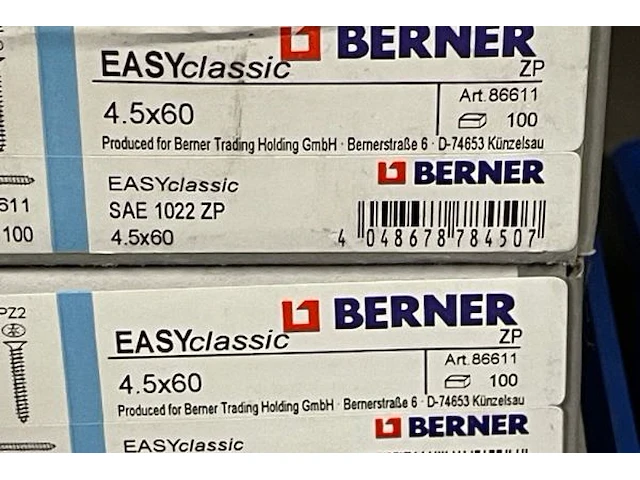 BERNER
EASYclassic
ZP
4.5x60
Art.86611
100
Produced for Berner Trading Holding GmbH · Bernerstraße 6 · D-74653 Künzelsau
BERNER
EASYclassic
SAE 1022 ZP
4.5x60
4 048678 784507
611
100
PZ2
BERNER
EASYclassic
ZP
4.5x60
Art.86611
100
Produced for Berner Trading Holding GmbH · Bernerstraße 6 · D-74653 Künzelsau
BERNER
EASYclassic